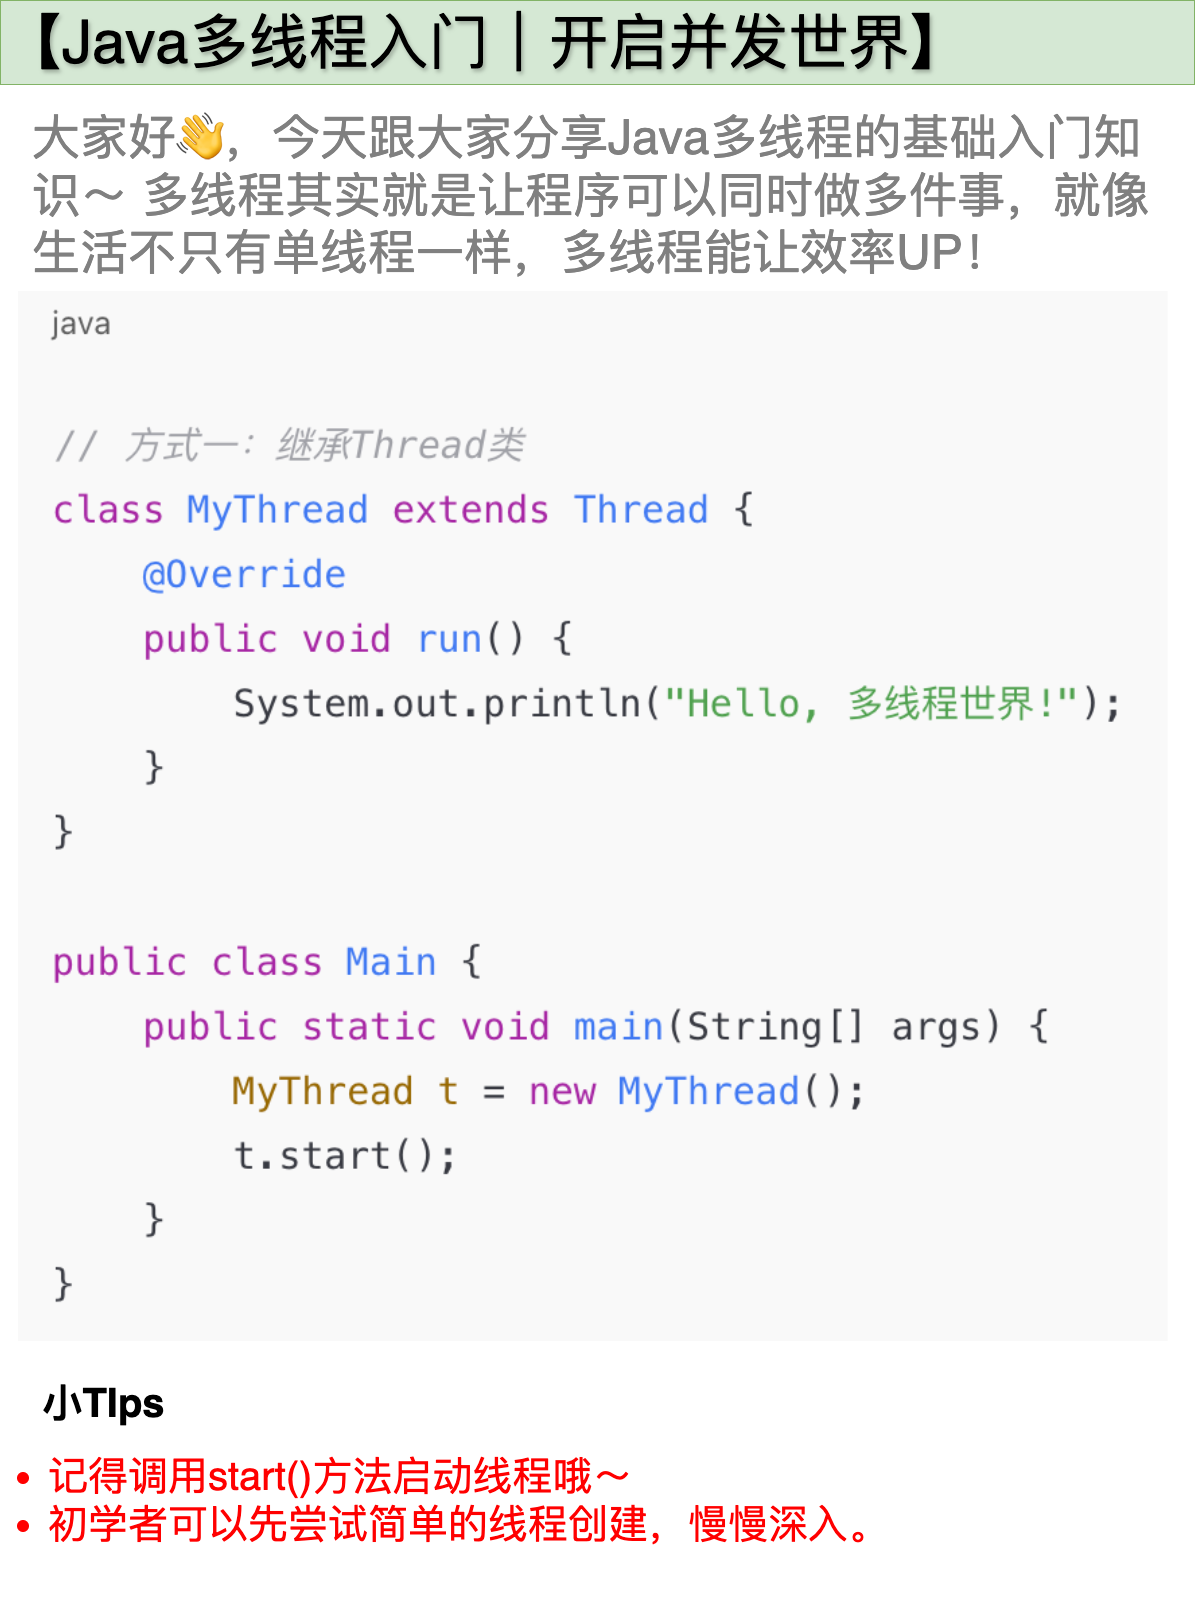 【Java多线程入门｜开启并发世界】
大家好👋，今天跟大家分享Java多线程的基础入门知
识～ 多线程其实就是让程序可以同时做多件事，就像
生活不只有单线程一样，多线程能让效率UP！
java
// 方式一：继承Thread类
class MyThread extends Thread {
    @Override
    public void run() {
        System.out.println("Hello, 多线程世界!");
    }
}
public class Main {
    public static void main(String[] args) {
        MyThread t = new MyThread();
        t.start();
    }
}
小TIps
• 记得调用start()方法启动线程哦～
• 初学者可以先尝试简单的线程创建，慢慢深入。